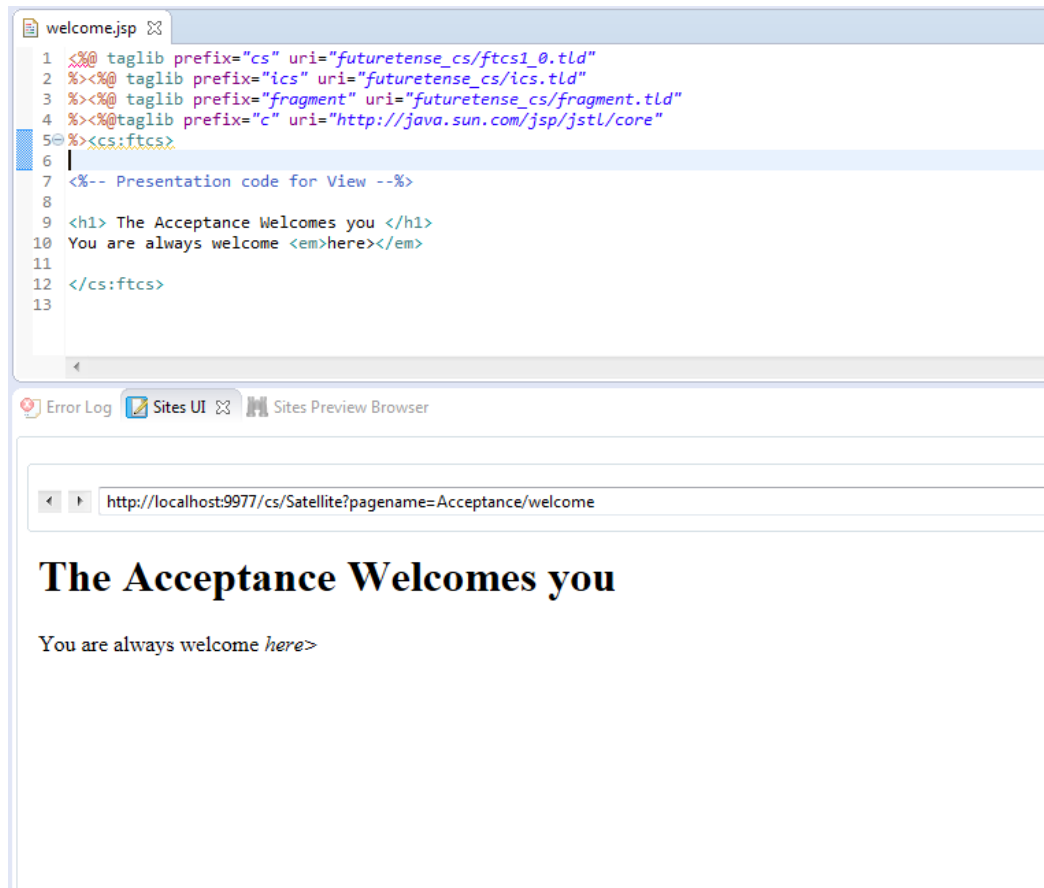 welcome.jsp
1 <%@ taglib prefix="cs" uri="futuretense_cs/ftcs1_0.tld"
2 %><%@ taglib prefix="ics" uri="futuretense_cs/ics.tld"
3 %><%@ taglib prefix="fragment" uri="futuretense_cs/fragment.tld"
4 %><%@taglib prefix="c" uri="http://java.sun.com/jsp/jstl/core"
5 %><cs:ftcs>
6
7 <%-- Presentation code for View --%>
8
9 <h1> The Acceptance Welcomes you </h1>
10 You are always welcome <em>here></em>
11
12 </cs:ftcs>
13
Error Log Sites UI Sites Preview Browser
http://localhost:9977/cs/Satellite?pagename=Acceptance/welcome
The Acceptance Welcomes you
You are always welcome here>